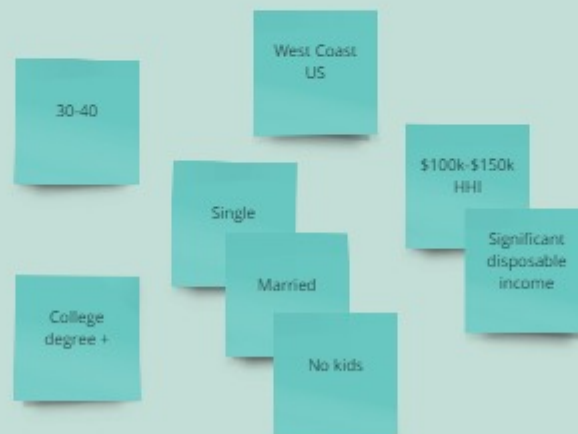 West Coast
US
30-40
$100k-$150k
HHI
Single
Significant
disposable
income
Married
College
degree +
No kids